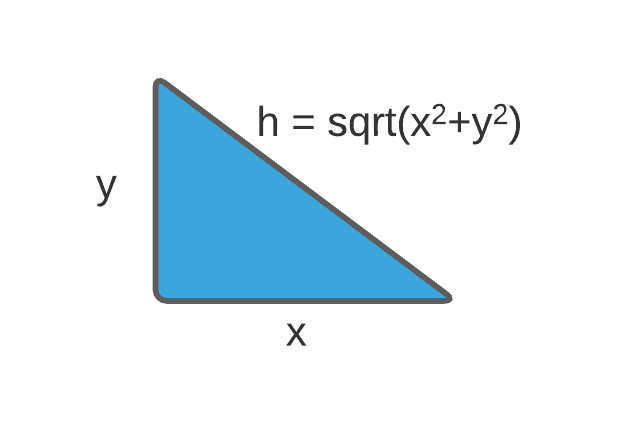 h = sqrt(x²+y²)
y
x